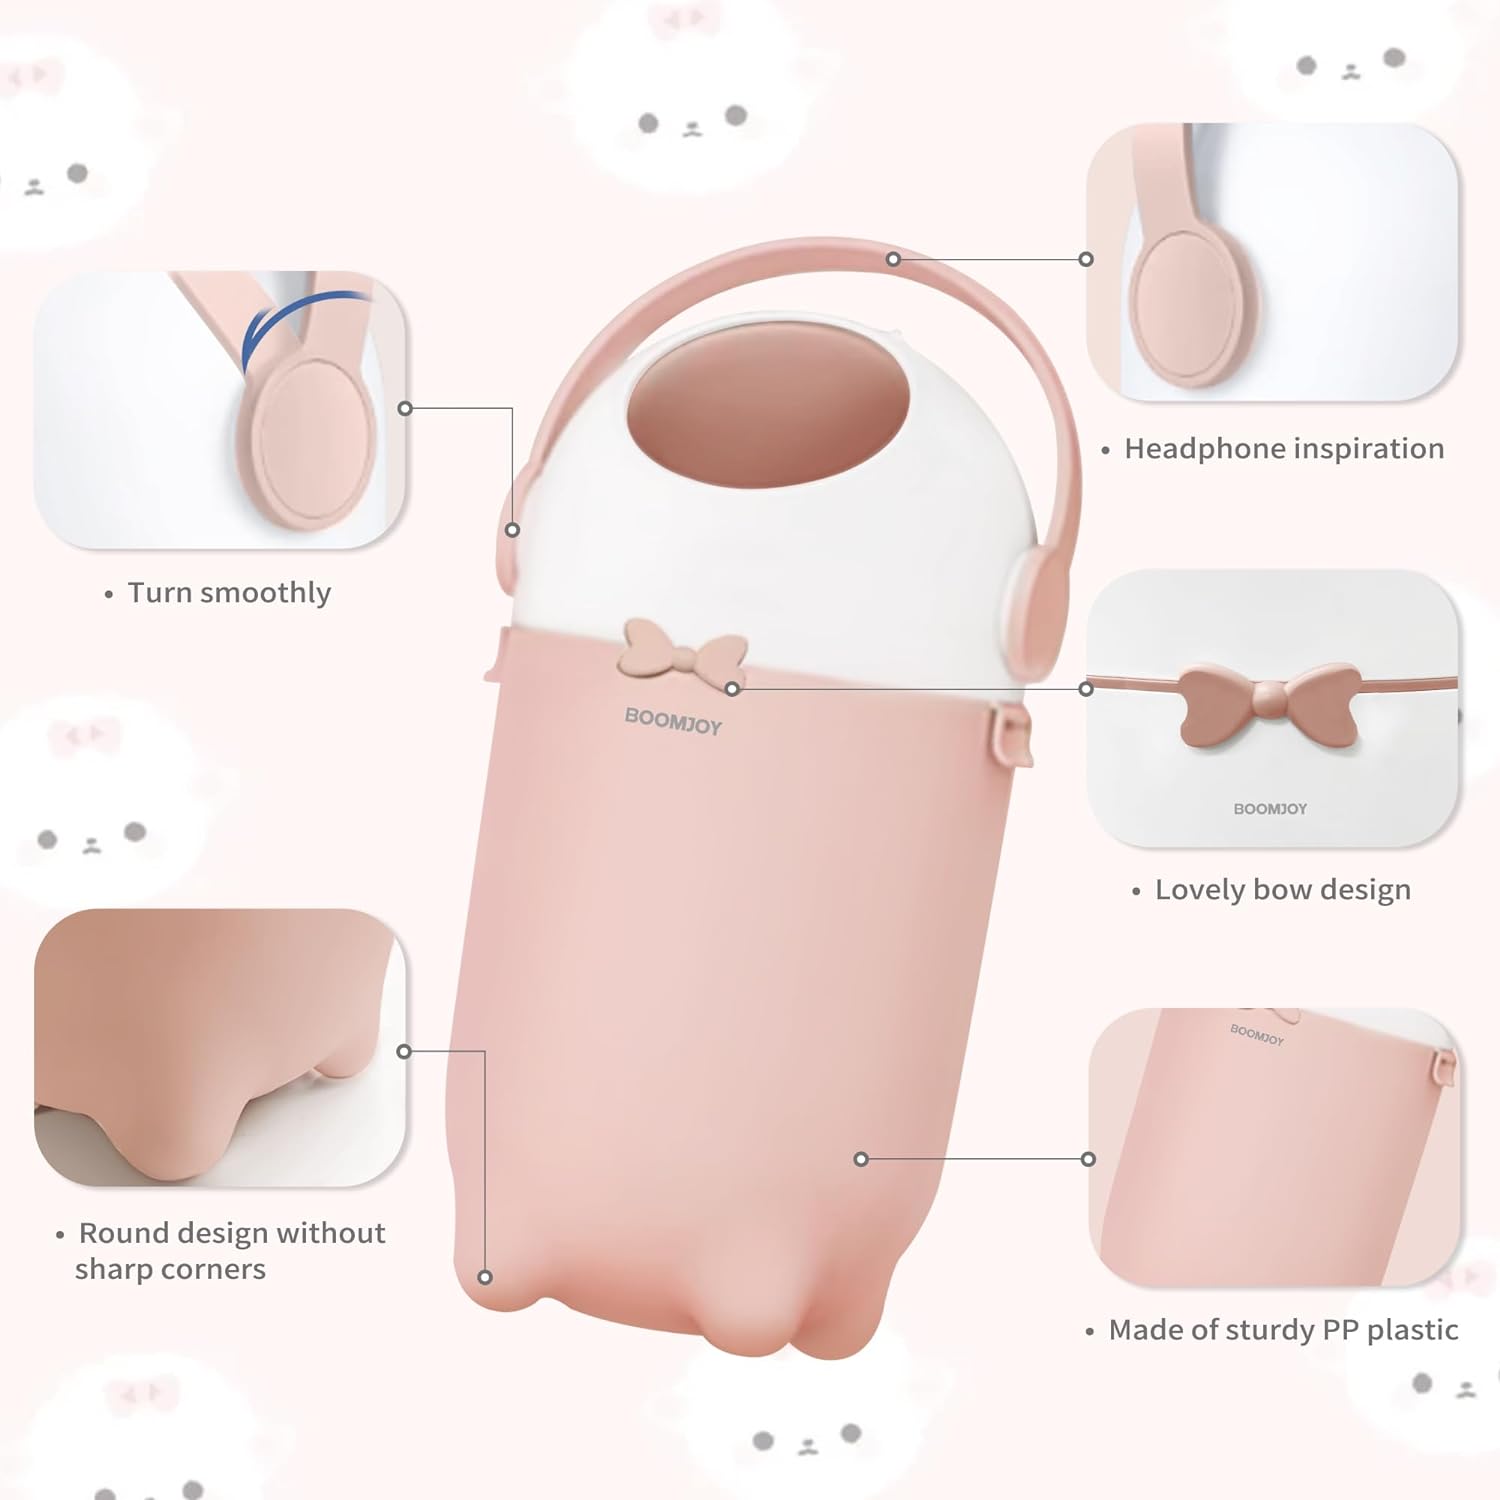 • Headphone inspiration
• Turn smoothly
BOOMJOY
BOOMJOY
• Lovely bow design
BOOMJOY
• Round design without
sharp corners
• Made of sturdy PP plastic